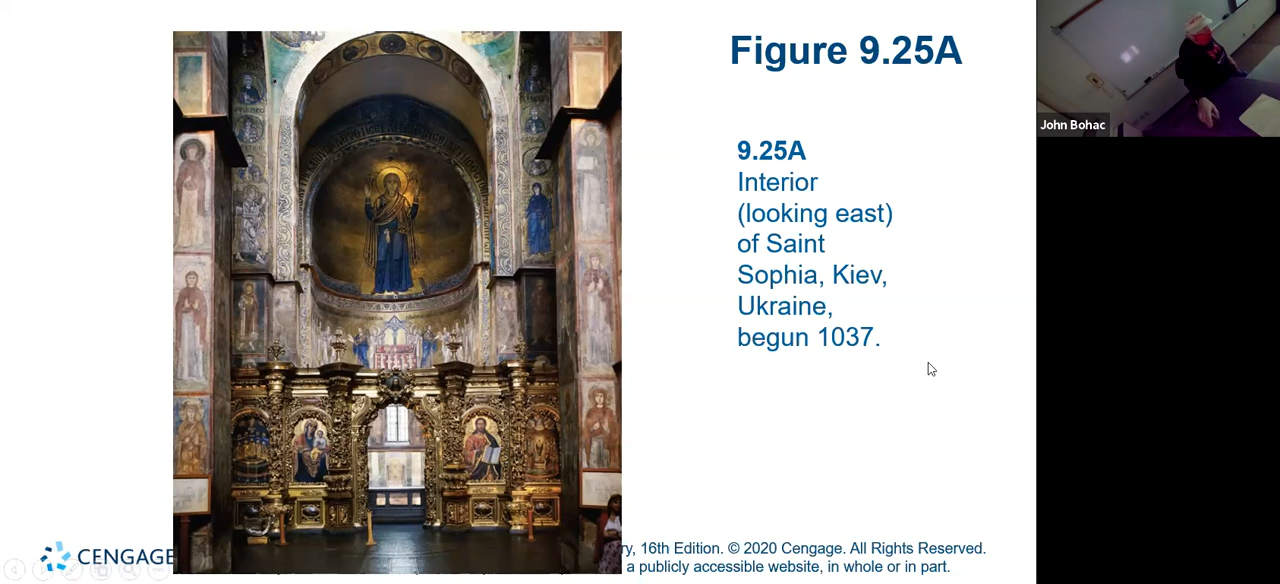 Figure 9.25A
John Bohac
9.25A
Interior
(looking east)
of Saint
Sophia, Kiev,
Ukraine,
begun 1037.
CENGAGE
16th Edition. © 2020 Cengage. All Rights Reserved.
a publicly accessible website, in whole or in part.